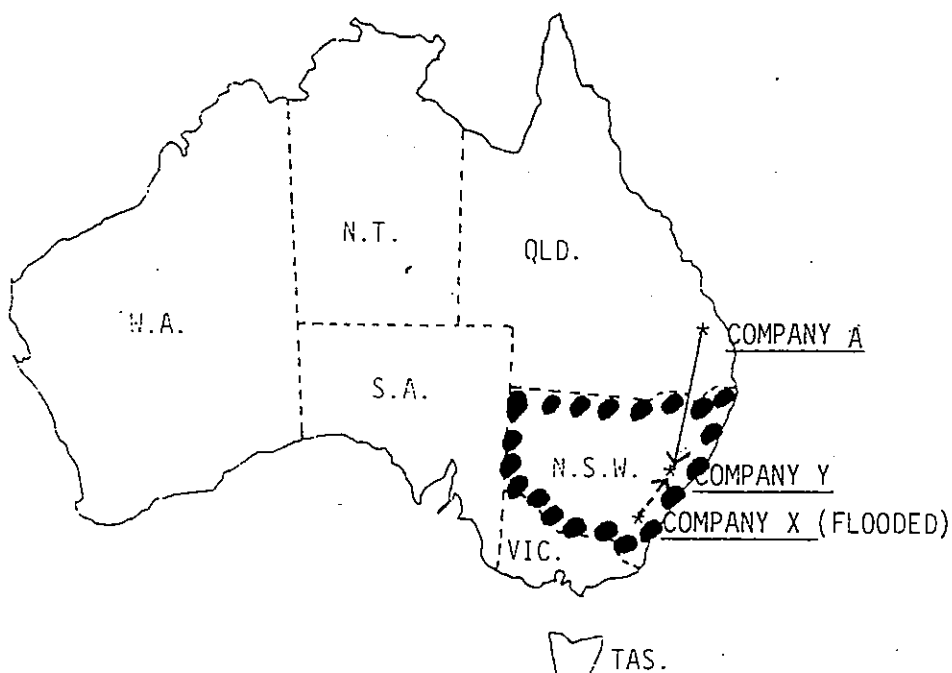 N.T.
QLD.
W.A.
COMPANY A
S.A.
N.S.W.
COMPANY Y
COMPANY X (FLOODED)
VIC.
TAS.